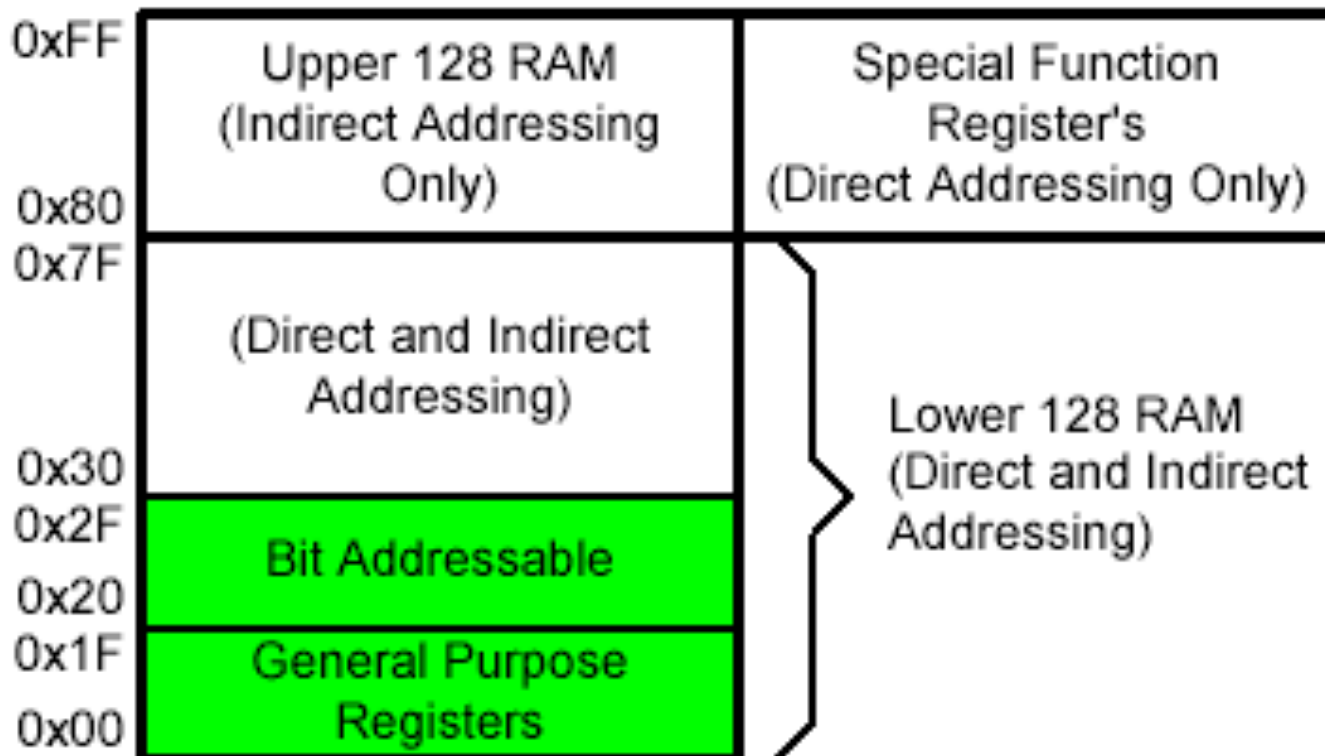 0xFF
Upper 128 RAM
(Indirect Addressing
Only)
0x80
Special Function
Register's
(Direct Addressing Only)
0x7F
(Direct and Indirect
Addressing)
0x30
0x2F
Bit Addressable
0x20
0x1F
General Purpose
Registers
0x00
Lower 128 RAM
(Direct and Indirect
Addressing)